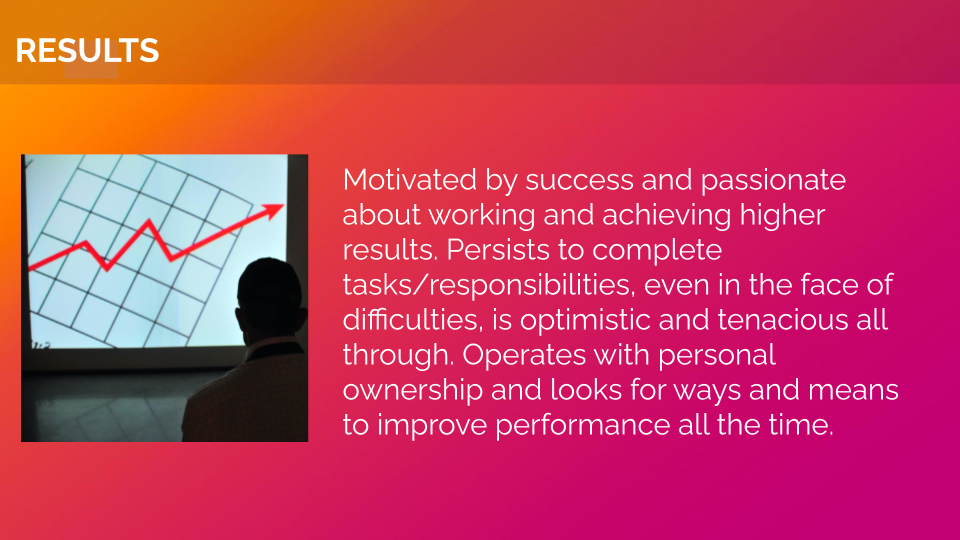 RESULTS
Motivated by success and passionate
about working and achieving higher
results. Persists to complete
tasks/responsibilities, even in the face of
difficulties, is optimistic and tenacious all
through. Operates with personal
ownership and looks for ways and means
to improve performance all the time.